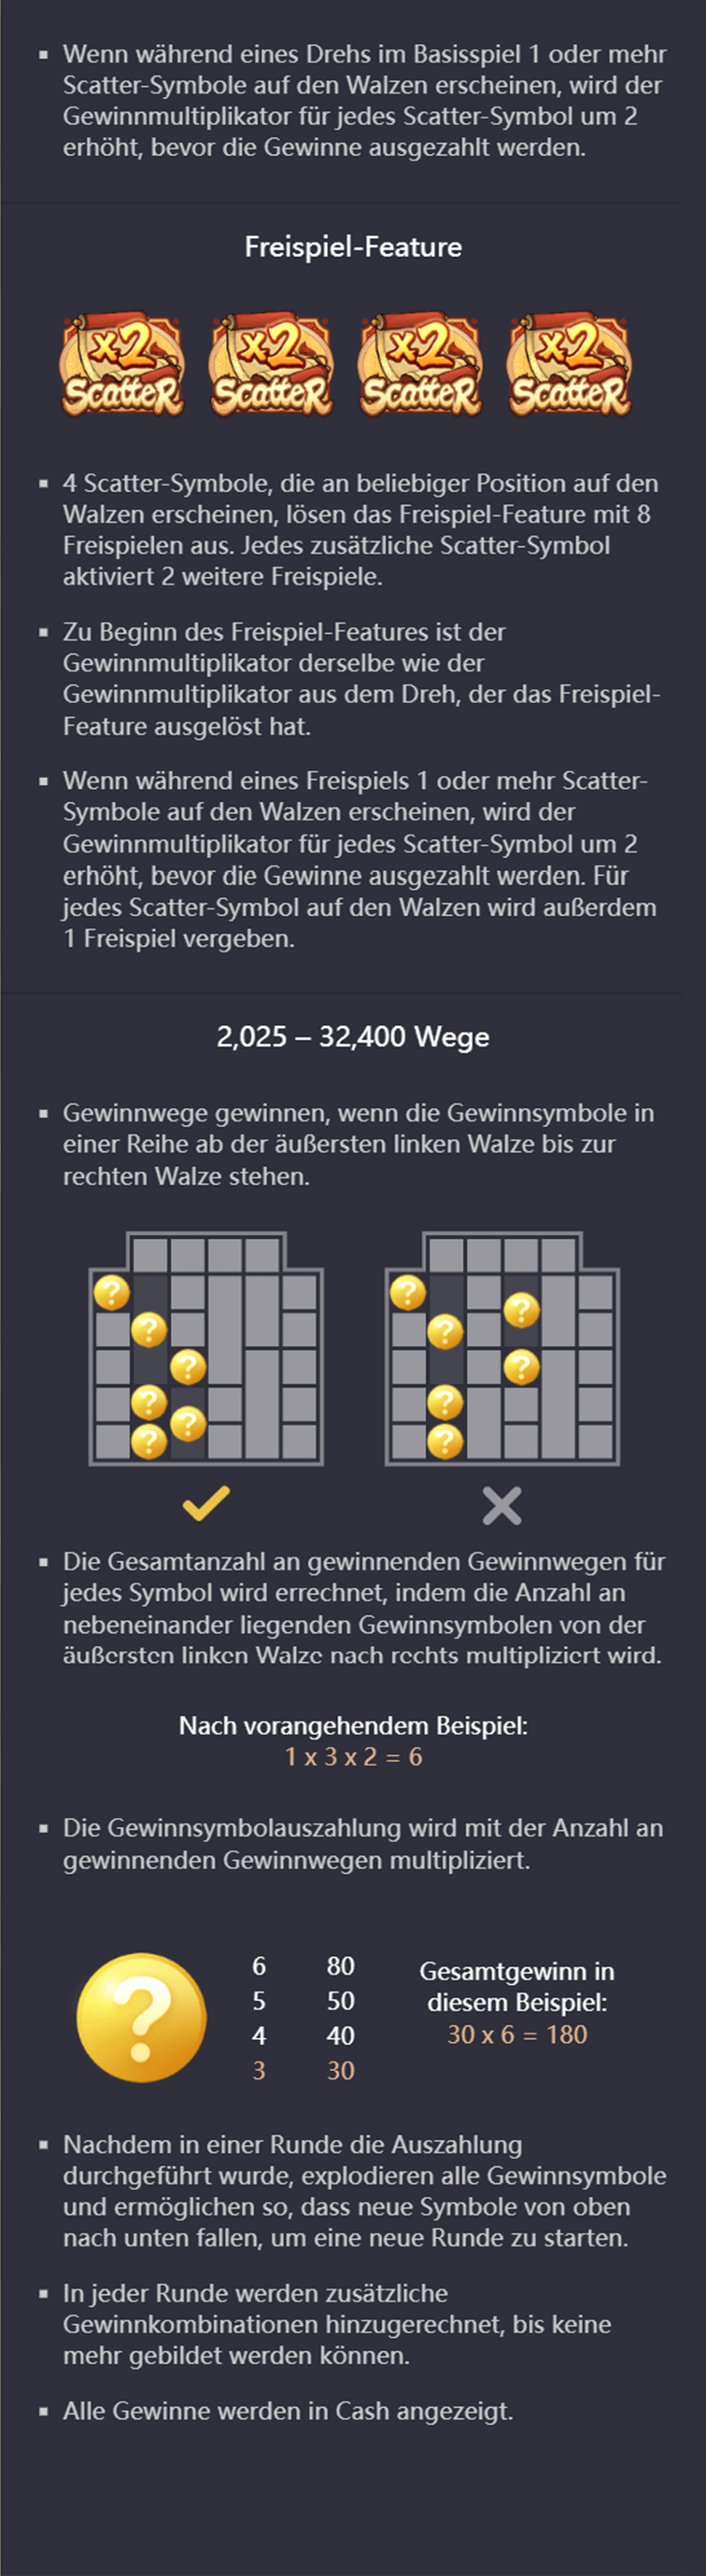 Wenn während eines Drehs im Basisspiel 1 oder mehr
Scatter-Symbole auf den Walzen erscheinen, wird der
Gewinnmultiplikator für jedes Scatter-Symbol um 2
erhöht, bevor die Gewinne ausgezahlt werden.
Freispiel-Feature
x2 x2 x2 x2
Scatter Scatter Scatter Scatter
4 Scatter-Symbole, die an beliebiger Position auf den
Walzen erscheinen, lösen das Freispiel-Feature mit 8
Freispielen aus. Jedes zusätzliche Scatter-Symbol
aktiviert 2 weitere Freispiele.
Zu Beginn des Freispiel-Features ist der
Gewinnmultiplikator derselbe wie der
Gewinnmultiplikator aus dem Dreh, der das Freispiel-
Feature ausgelöst hat.
Wenn während eines Freispiels 1 oder mehr Scatter-
Symbole auf den Walzen erscheinen, wird der
Gewinnmultiplikator für jedes Scatter-Symbol um 2
erhöht, bevor die Gewinne ausgezahlt werden. Für
jedes Scatter-Symbol auf den Walzen wird außerdem
1 Freispiel vergeben.
2,025 – 32,400 Wege
Gewinnwege gewinnen, wenn die Gewinnsymbole in
einer Reihe ab der äußersten linken Walze bis zur
rechten Walze stehen.
? ?
? ? ?
? ?
? ? ?
? ?
Die Gesamtanzahl an gewinnenden Gewinnwegen für
jedes Symbol wird errechnet, indem die Anzahl an
nebeneinander liegenden Gewinnsymbolen von der
äußersten linken Walze nach rechts multipliziert wird.
Nach vorangehendem Beispiel:
1 x 3 x 2 = 6
Die Gewinnsymbolauszahlung wird mit der Anzahl an
gewinnenden Gewinnwegen multipliziert.
?
6 80
5 50
4 40
3 30
Gesamtgewinn in
diesem Beispiel:
30 x 6 = 180
Nachdem in einer Runde die Auszahlung
durchgeführt wurde, explodieren alle Gewinnsymbole
und ermöglichen so, dass neue Symbole von oben
nach unten fallen, um eine neue Runde zu starten.
In jeder Runde werden zusätzliche
Gewinnkombinationen hinzugerechnet, bis keine
mehr gebildet werden können.
Alle Gewinne werden in Cash angezeigt.